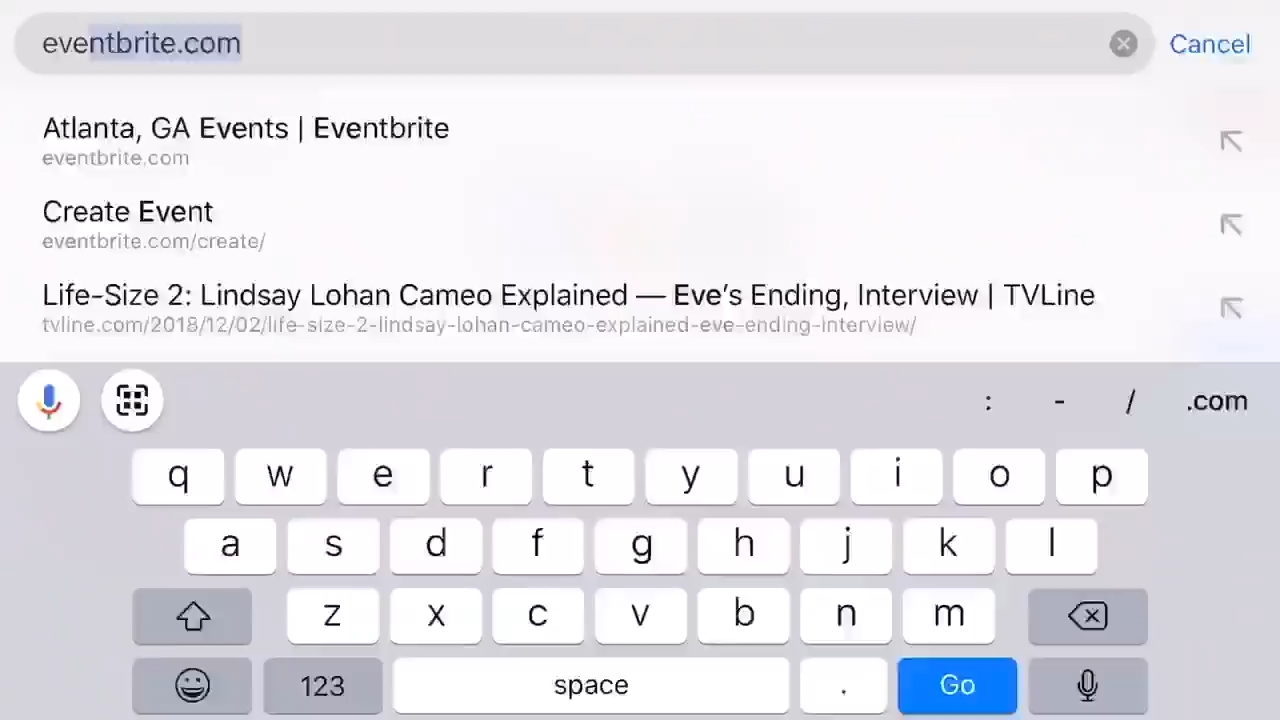 eventbrite.com
Cancel
Atlanta, GA Events | Eventbrite
eventbrite.com
Create Event
eventbrite.com/create/
Life-Size 2: Lindsay Lohan Cameo Explained — Eve's Ending, Interview | TVLine
tvline.com/2018/12/02/life-size-2-lindsay-lohan-cameo-explained-eve-ending-interview/
: - / .com
q w e r t y u i o p
a s d f g h j k l
z x c v b n m
123 space . Go